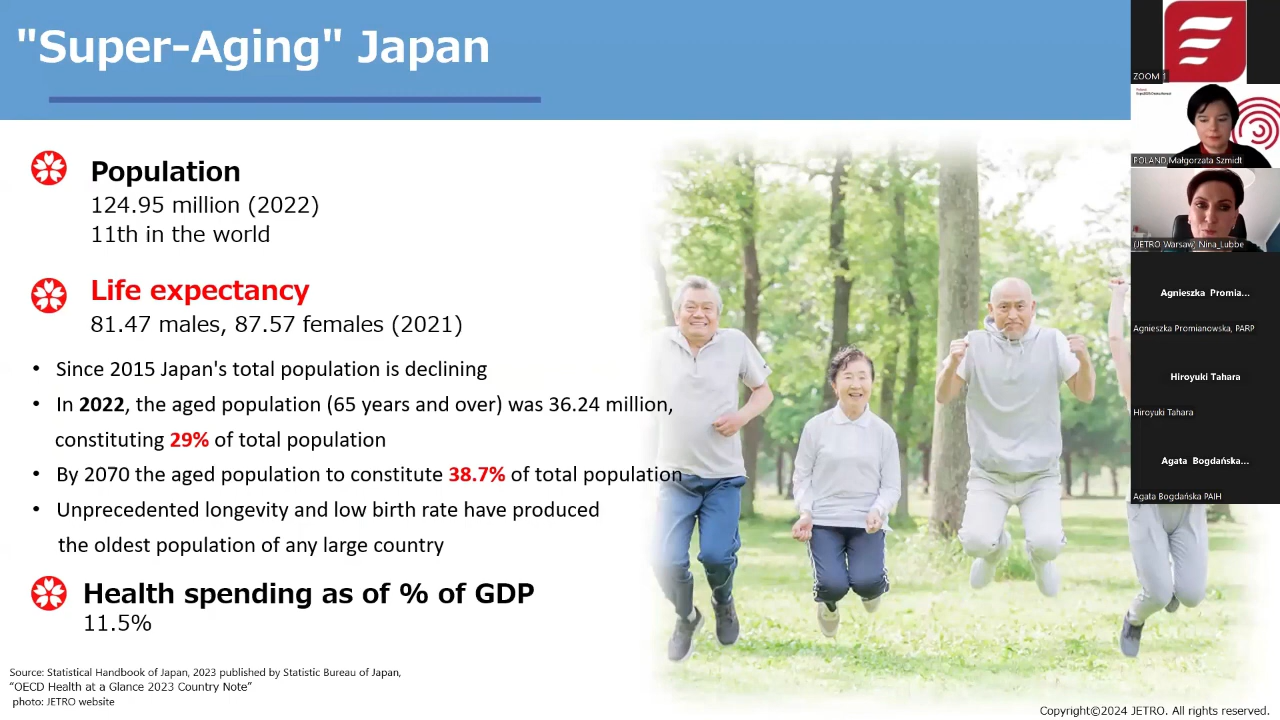 "Super-Aging" Japan
Population
124.95 million (2022)
11th in the world
Life expectancy
81.47 males, 87.57 females (2021)
• Since 2015 Japan's total population is declining
• In 2022, the aged population (65 years and over) was 36.24 million,
constituting 29% of total population
• By 2070 the aged population to constitute 38.7% of total population
• Unprecedented longevity and low birth rate have produced
the oldest population of any large country
Health spending as of % of GDP
11.5%
Source: Statistical Handbook of Japan, 2023 published by Statistic Bureau of Japan,
"OECD Health at a Glance 2023 Country Note"
photo: JETRO website
Copyright©2024 JETRO. All rights reserved.
ZOOM 1
POLAND Małgorzata Szmidt
(JETRO Warsaw) Nina_Lubbe
Agnieszka Promia...
Agnieszka Promianowska, PARP
Hiroyuki Tahara
Hiroyuki Tahara
Agata Bogdańska...
Agata Bogdańska PAIH